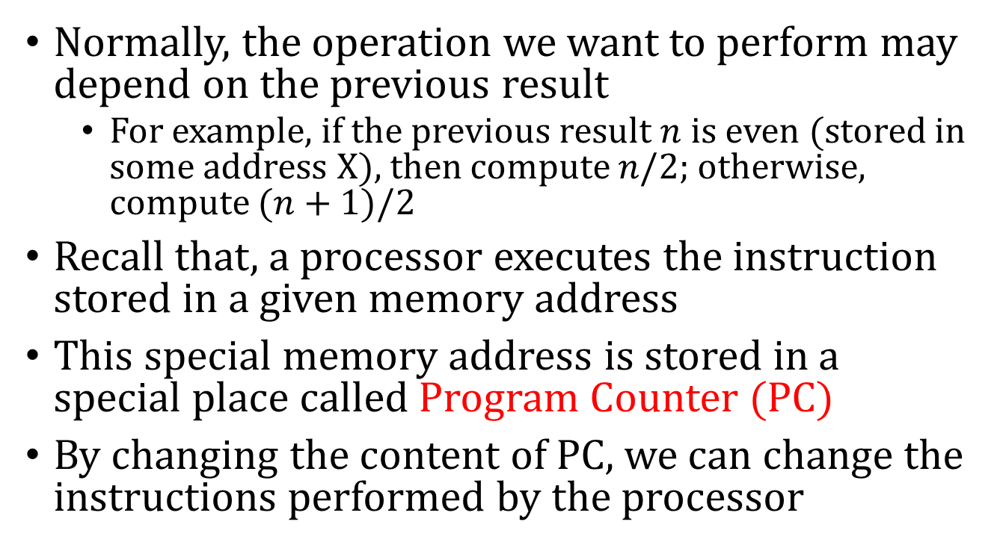 • Normally, the operation we want to perform may
depend on the previous result
• For example, if the previous result n is even (stored in
some address X), then compute n/2; otherwise,
compute (n + 1)/2
• Recall that, a processor executes the instruction
stored in a given memory address
• This special memory address is stored in a
special place called Program Counter (PC)
• By changing the content of PC, we can change the
instructions performed by the processor